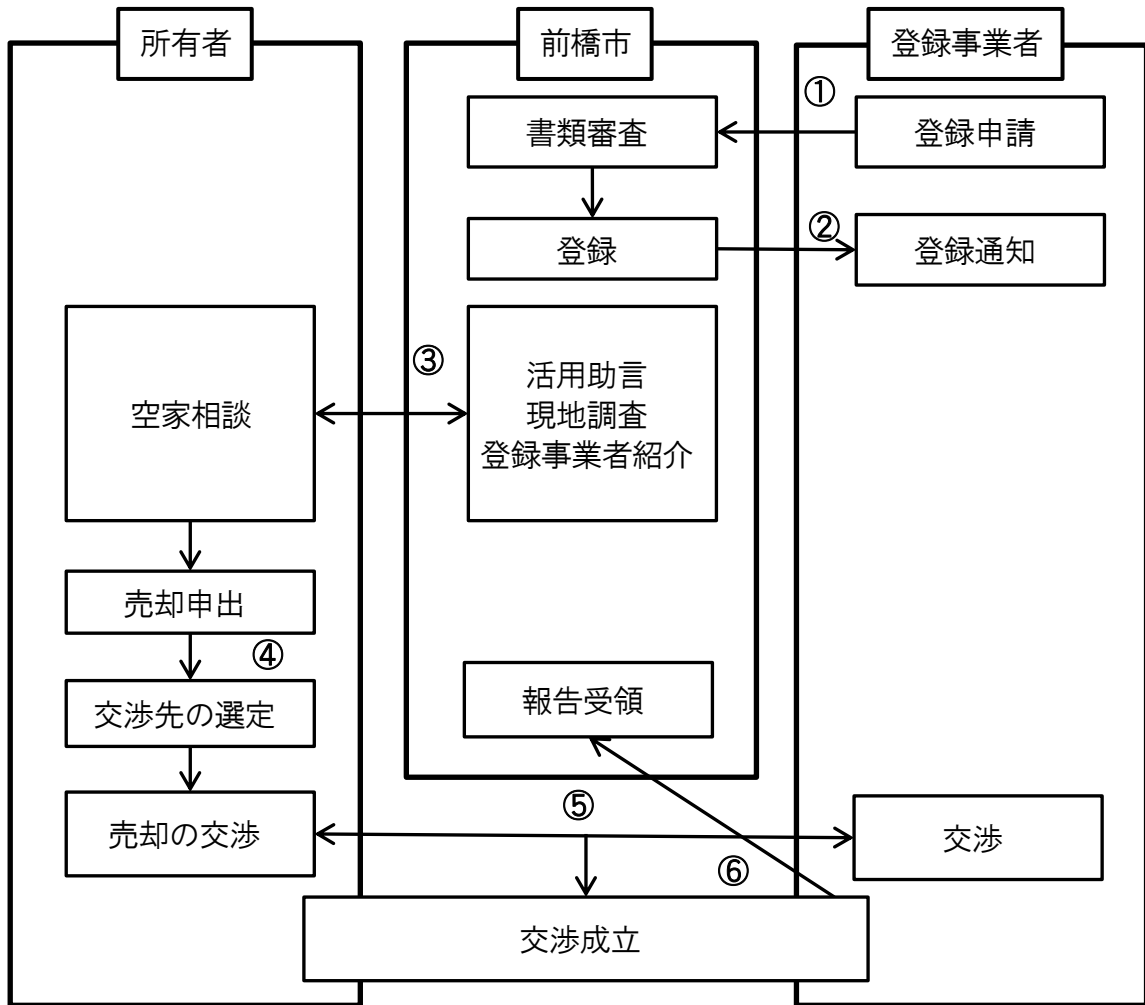 所有者
前橋市
登録事業者
①
書類審査
登録申請
②
登録
登録通知
③
空家相談
活用助言
現地調査
登録事業者紹介
売却申出
④
交渉先の選定
報告受領
⑤
売却の交渉
交渉
⑥
交渉成立